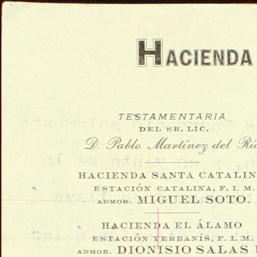 HACIENDA
TESTAMENTARIA
DEL SR. LIC.
D. Pablo Martínez del Rí
HACIENDA SANTA CATALIN
ESTACIÓN CATALINA, F. I. M.
ADMOR. MIGUEL SOTO.
HACIENDA EL ÁLAMO
ESTACIÓN YERBANÍS, F. I. M.
ADMOR. DIONISIO SALAS